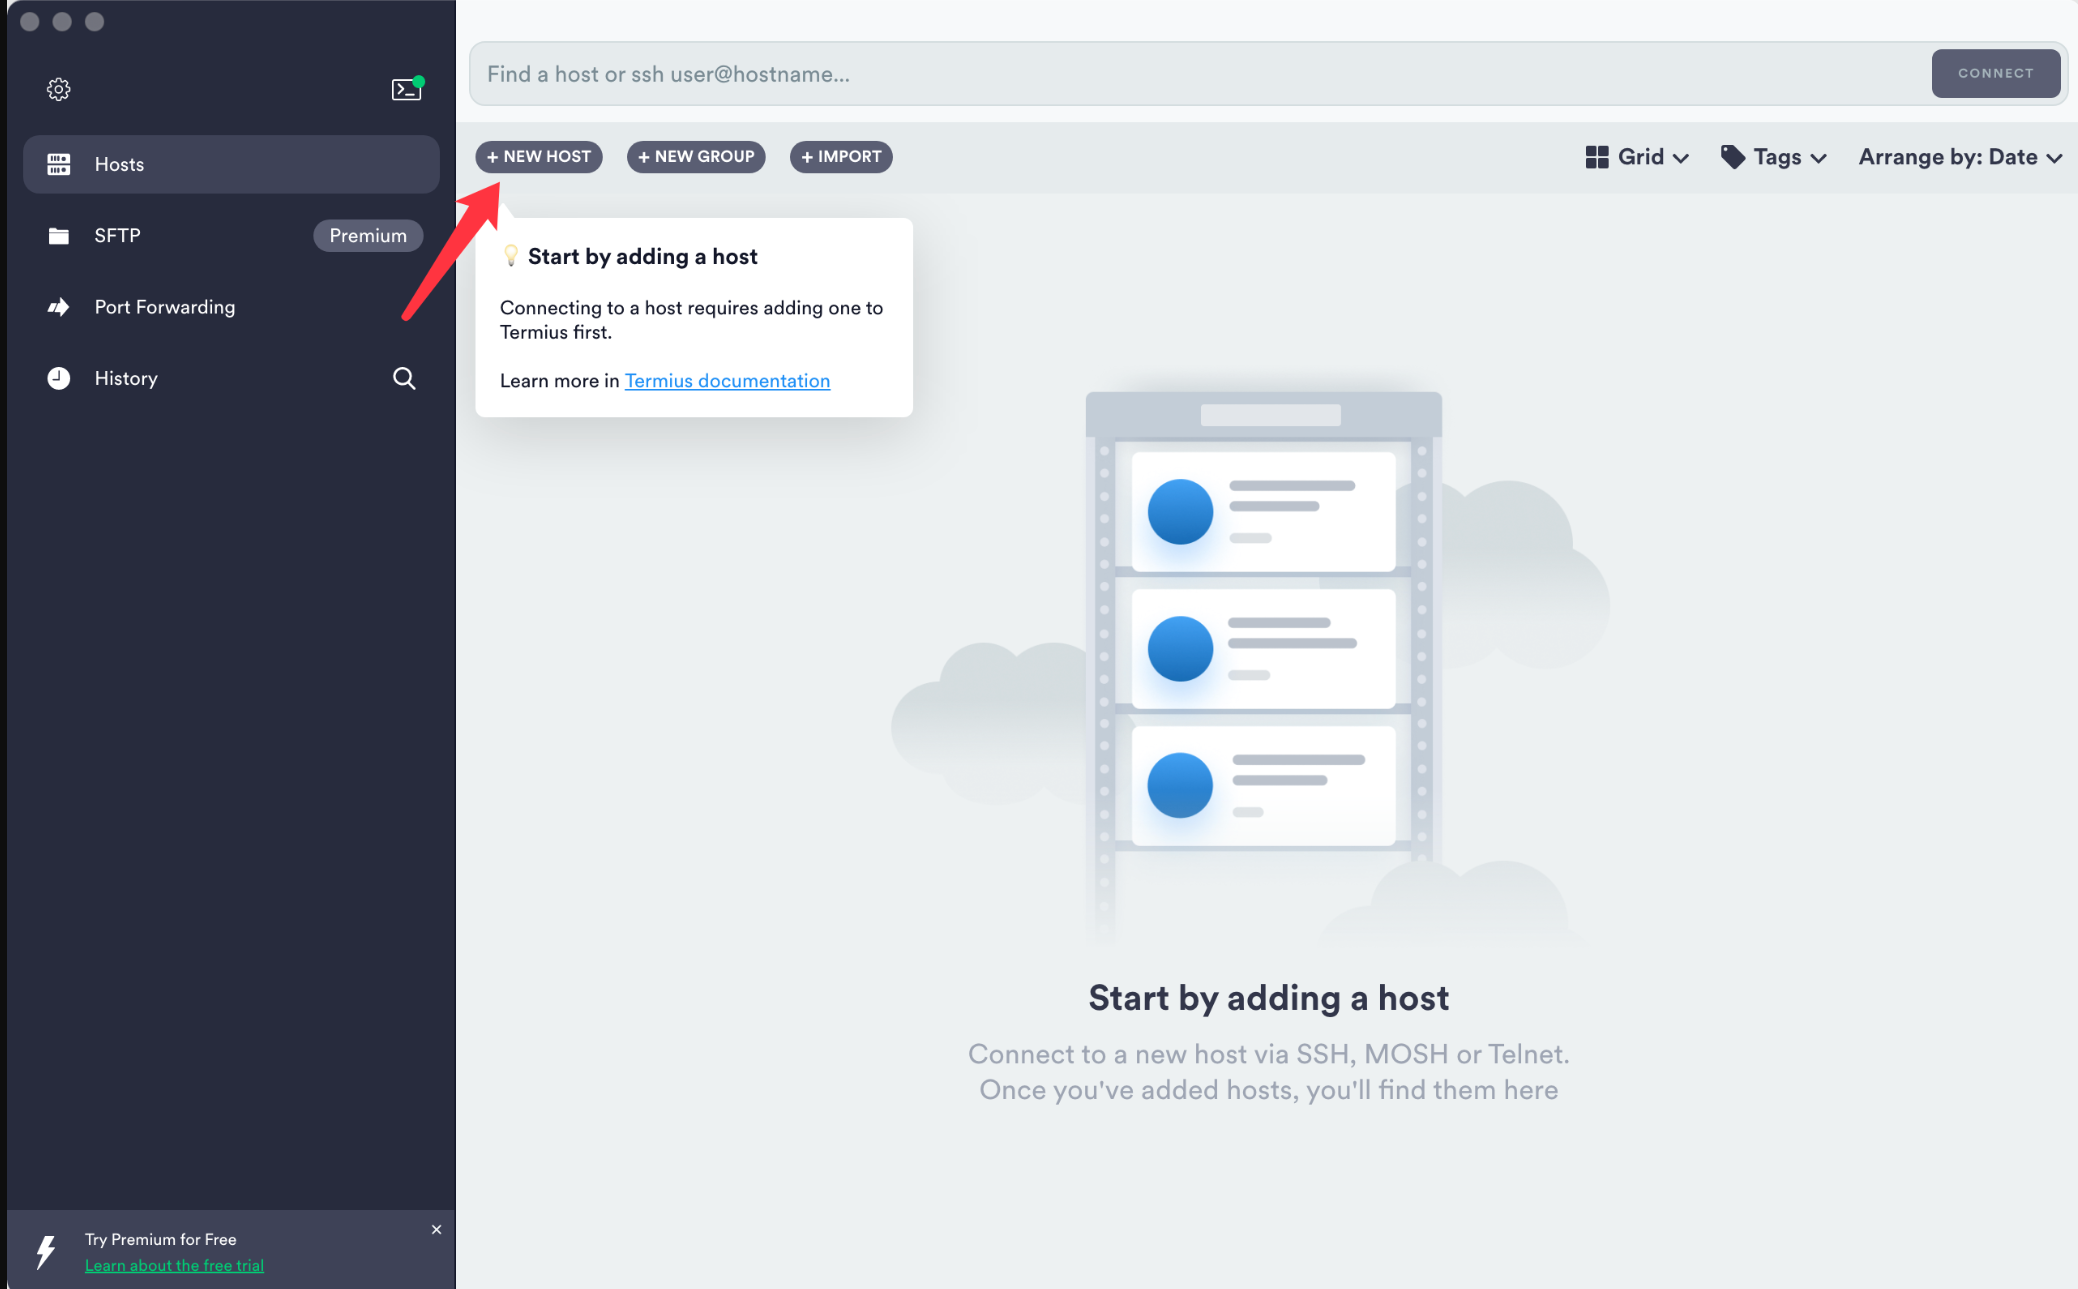 Hosts
SFTP
Premium
Port Forwarding
History
Find a host or ssh user@hostname...
CONNECT
+ NEW HOST
+ NEW GROUP
+ IMPORT
Grid
Tags
Arrange by: Date
Start by adding a host
Connecting to a host requires adding one to
Termius first.
Learn more in Termius documentation
Start by adding a host
Connect to a new host via SSH, MOSH or Telnet.
Once you've added hosts, you'll find them here
Try Premium for Free
Learn about the free trial